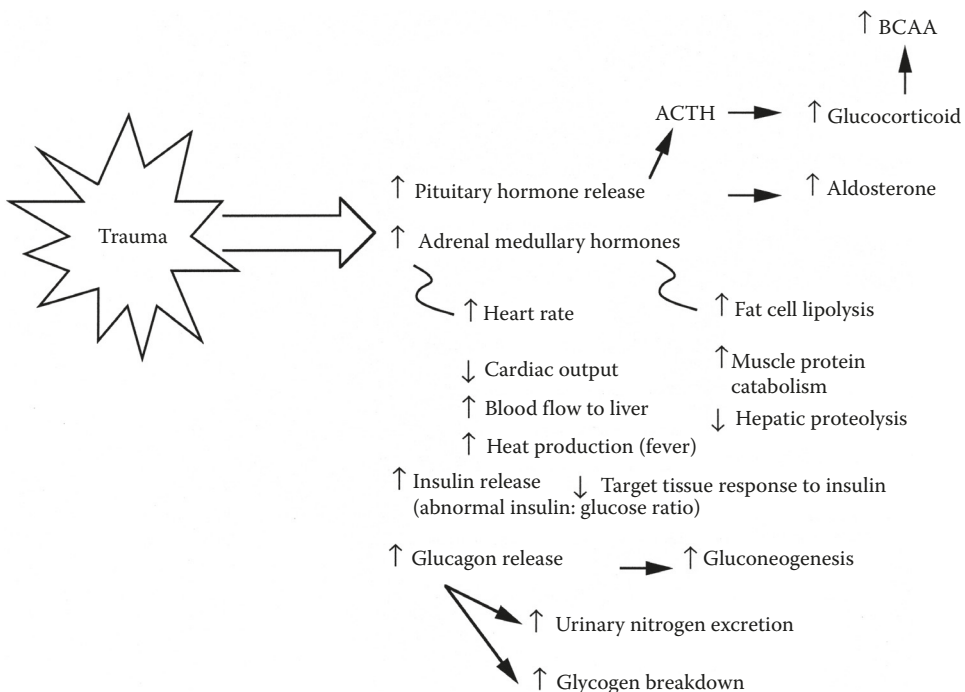 ↑ BCAA
ACTH
↑ Glucocorticoid
↑ Pituitary hormone release
↑ Aldosterone
Trauma
↑ Adrenal medullary hormones
↑ Heart rate
↑ Fat cell lipolysis
↓ Cardiac output
↑ Muscle protein
catabolism
↑ Blood flow to liver
↓ Hepatic proteolysis
↑ Heat production (fever)
↑ Insulin release
(abnormal insulin: glucose ratio)
↓ Target tissue response to insulin
↑ Glucagon release
↑ Gluconeogenesis
↑ Urinary nitrogen excretion
↑ Glycogen breakdown